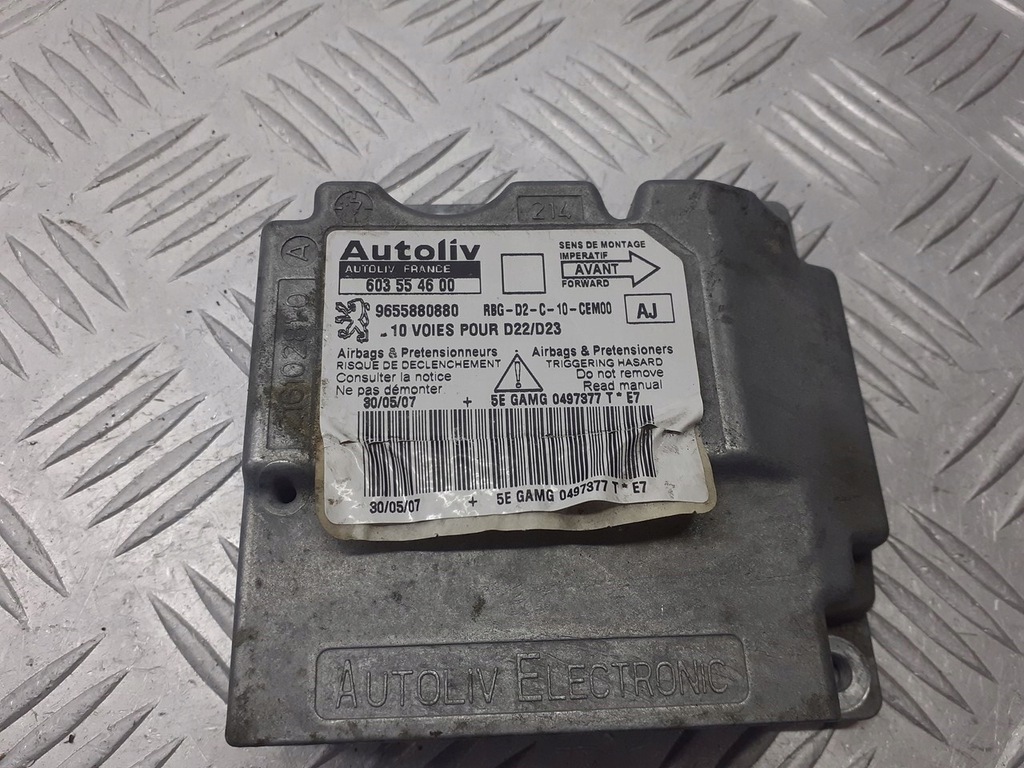 214
A
Autoliv
AUTOLIV FRANCE
603 55 46 00
SENS DE MONTAGE
IMPERATIF
AVANT
FORWARD
9655880880 RBG-D2-C-10-CEM00 AJ
10 VOIES POUR D22/D23
Airbags & Pretensionneurs
RISQUE DE DECLENCHEMENT
Consulter la notice
Ne pas démonter
Airbags & Pretensioners
TRIGGERING HASARD
Do not remove
Read manual
30/05/07 + 5E GAMG 0497377 T * E7
30/05/07 + 5E GAMG 0497377 T * E7
AUTOLIV ELECTRONIC